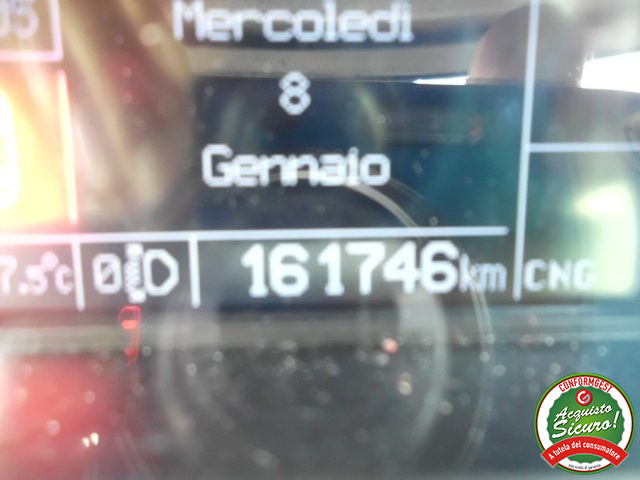 Mercoledì
8
Gennaio
7.5°C
0
161746km
CNG
CONFORMGEST
Acquisto
Sicuro!
A tutela del consumatore